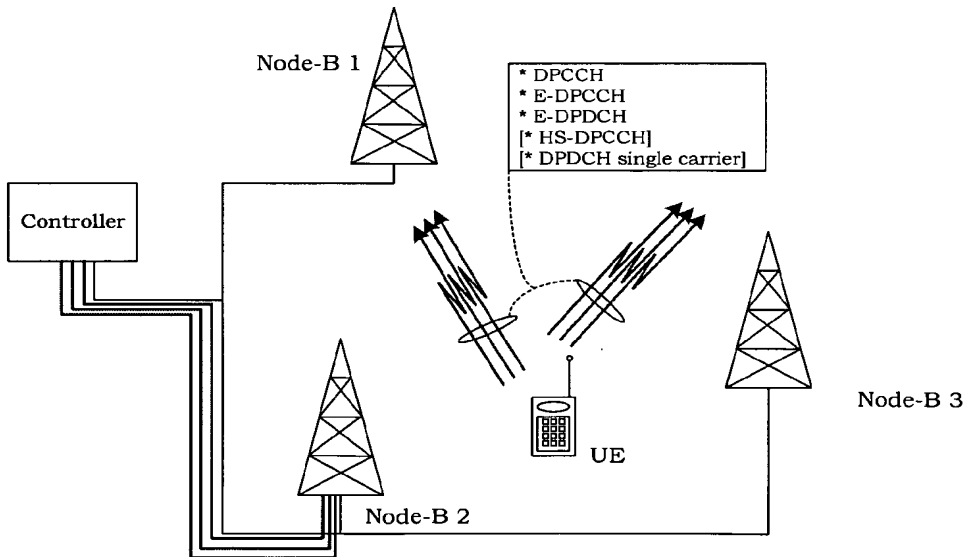 Node-B 1
* DPCCH
* E-DPCCH
* E-DPDCH
[* HS-DPCCH]
[* DPDCH single carrier]
Controller
Node-B 3
UE
Node-B 2